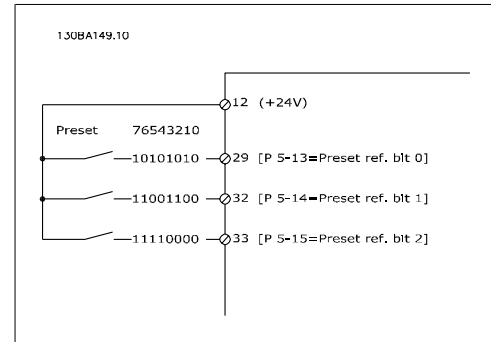 130BA149.10
12 (+24V)
Preset 76543210
10101010 29 [P 5-13=Preset ref. bit 0]
11001100 32 [P 5-14=Preset ref. bit 1]
11110000 33 [P 5-15=Preset ref. bit 2]